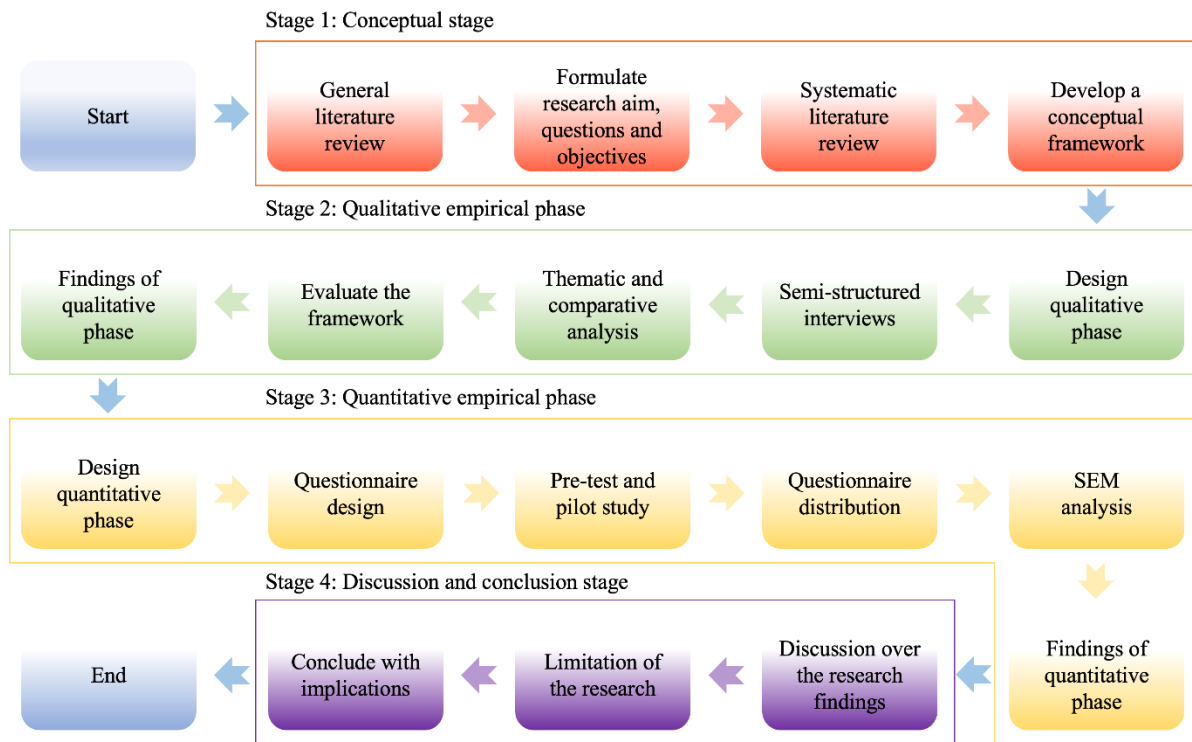 Stage 1: Conceptual stage
Start
General
literature
review
Formulate
research aim,
questions and
objectives
Systematic
literature
review
Develop a
conceptual
framework
Stage 2: Qualitative empirical phase
Findings of
qualitative
phase
Evaluate the
framework
Thematic and
comparative
analysis
Semi-structured
interviews
Design
qualitative
phase
Stage 3: Quantitative empirical phase
Design
quantitative
phase
Questionnaire
design
Pre-test and
pilot study
Questionnaire
distribution
SEM
analysis
Stage 4: Discussion and conclusion stage
End
Conclude with
implications
Limitation of
the research
Discussion over
the research
findings
Findings of
quantitative
phase